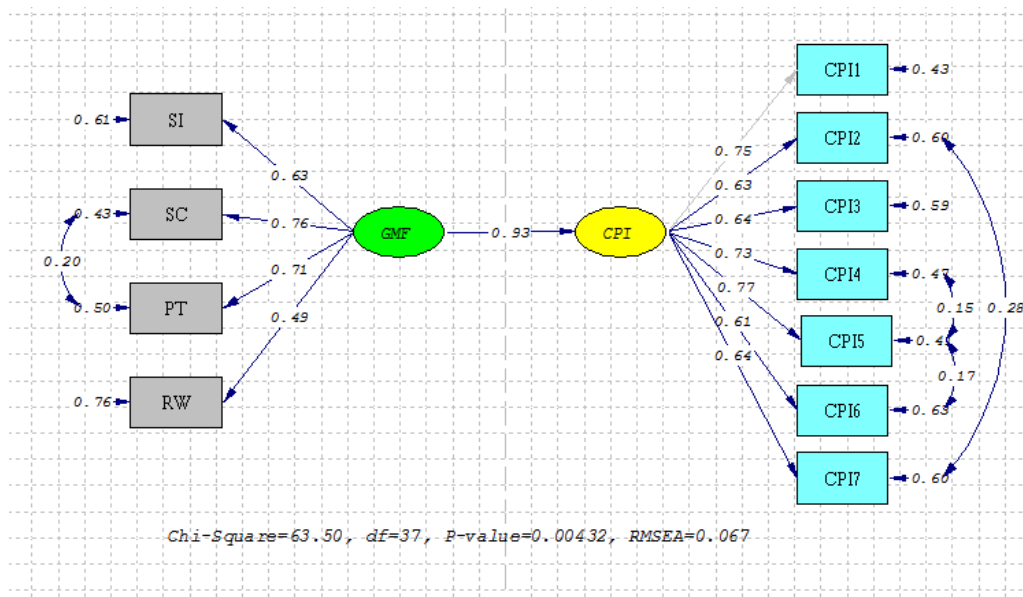 CPI1
0.43
SI
0.61
CPI2
0.60
0.75
0.63
0.63
CPI3
0.59
SC
0.43
0.76
0.64
GMF
0.93
CPI
0.73
0.20
0.71
CPI4
0.47
0.77
PT
0.50
0.49
0.61
0.15
0.28
CPI5
0.64
0.17
RW
0.76
CPI6
0.63
CPI7
0.60
Chi-Square=63.50, df=37, P-value=0.00432, RMSEA=0.067